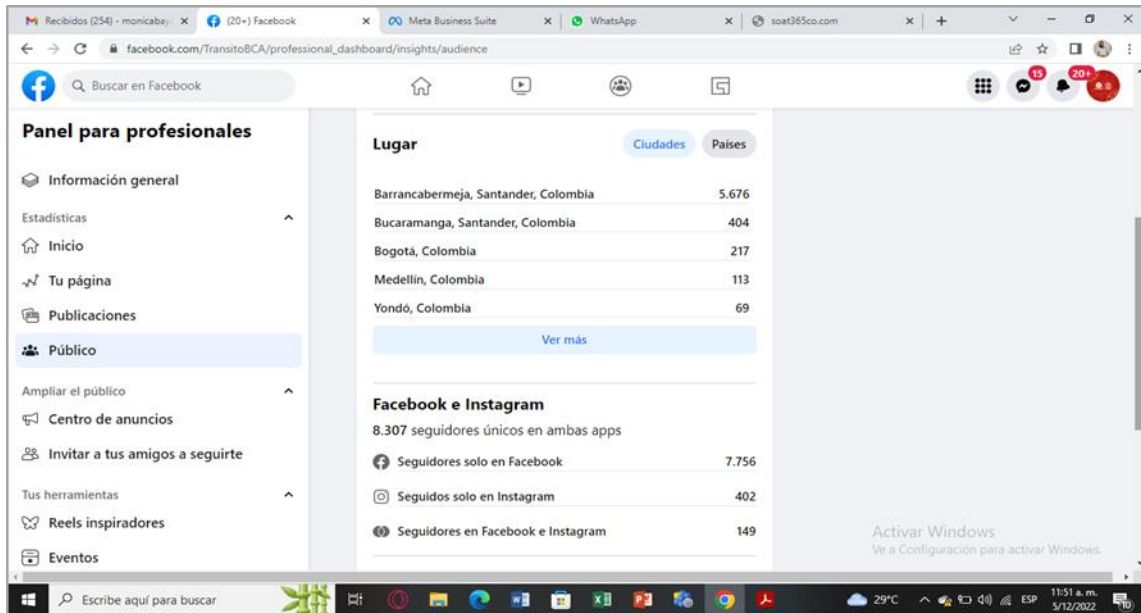 Recibidos (254) - monicabay
(20+) Facebook
Meta Business Suite
WhatsApp
soat365co.com
facebook.com/TransitoBCA/professional_dashboard/insights/audience
Buscar en Facebook
15
20+
Panel para profesionales
Información general
Estadísticas
Inicio
Tu página
Publicaciones
Público
Ampliar el público
Centro de anuncios
Invitar a tus amigos a seguirte
Tus herramientas
Reels inspiradores
Eventos
Lugar
Ciudades
Países
Barrancabermeja, Santander, Colombia 5.676
Bucaramanga, Santander, Colombia 404
Bogotá, Colombia 217
Medellín, Colombia 113
Yondó, Colombia 69
Ver más
Facebook e Instagram
8.307 seguidores únicos en ambas apps
Seguidores solo en Facebook 7.756
Seguidos solo en Instagram 402
Seguidores en Facebook e Instagram 149
Activar Windows
Ve a Configuración para activar Windows.
Escribe aquí para buscar
29°C
ESP
11:51 a. m.
5/12/2022